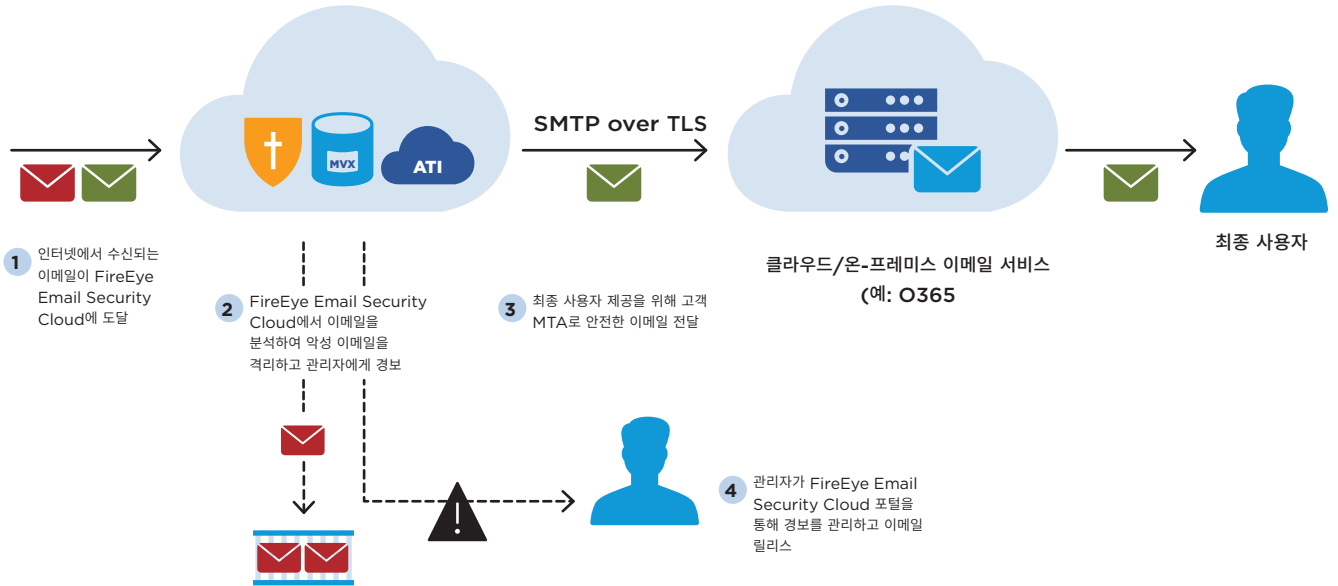 MVX
ATI
SMTP over TLS
최종 사용자
클라우드/온-프레미스 이메일 서비스
(예: O365
1
인터넷에서 수신되는
이메일이 FireEye
Email Security
Cloud에 도달
2
FireEye Email Security
Cloud에서 이메일을
분석하여 악성 이메일을
격리하고 관리자에게 경보
3
최종 사용자 제공을 위해 고객
MTA로 안전한 이메일 전달
4
관리자가 FireEye Email
Security Cloud 포털을
통해 경보를 관리하고 이메일
릴리스